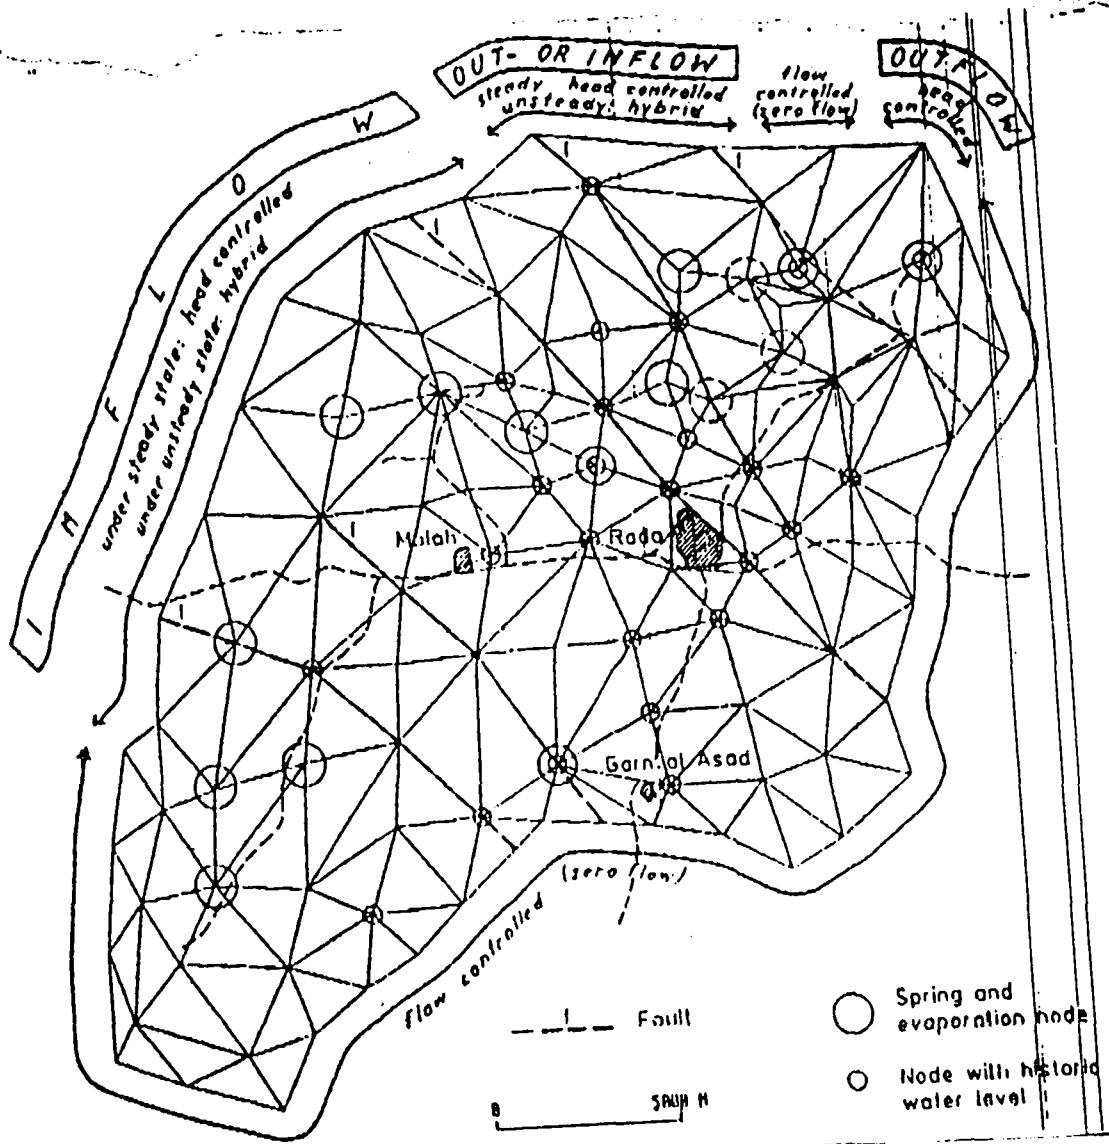 OUT- OR INFLOW
steady head controlled
unsteady: hybrid
flow
controlled
(zero flow)
OUTFLOW
head
controlled
INFLOW
under steady state: head controlled
under unsteady state: hybrid
Malah
Rada
Garn al Asad
(zero flow)
flow controlled
Fault
Spring and
evaporation node
Node with historic
water level